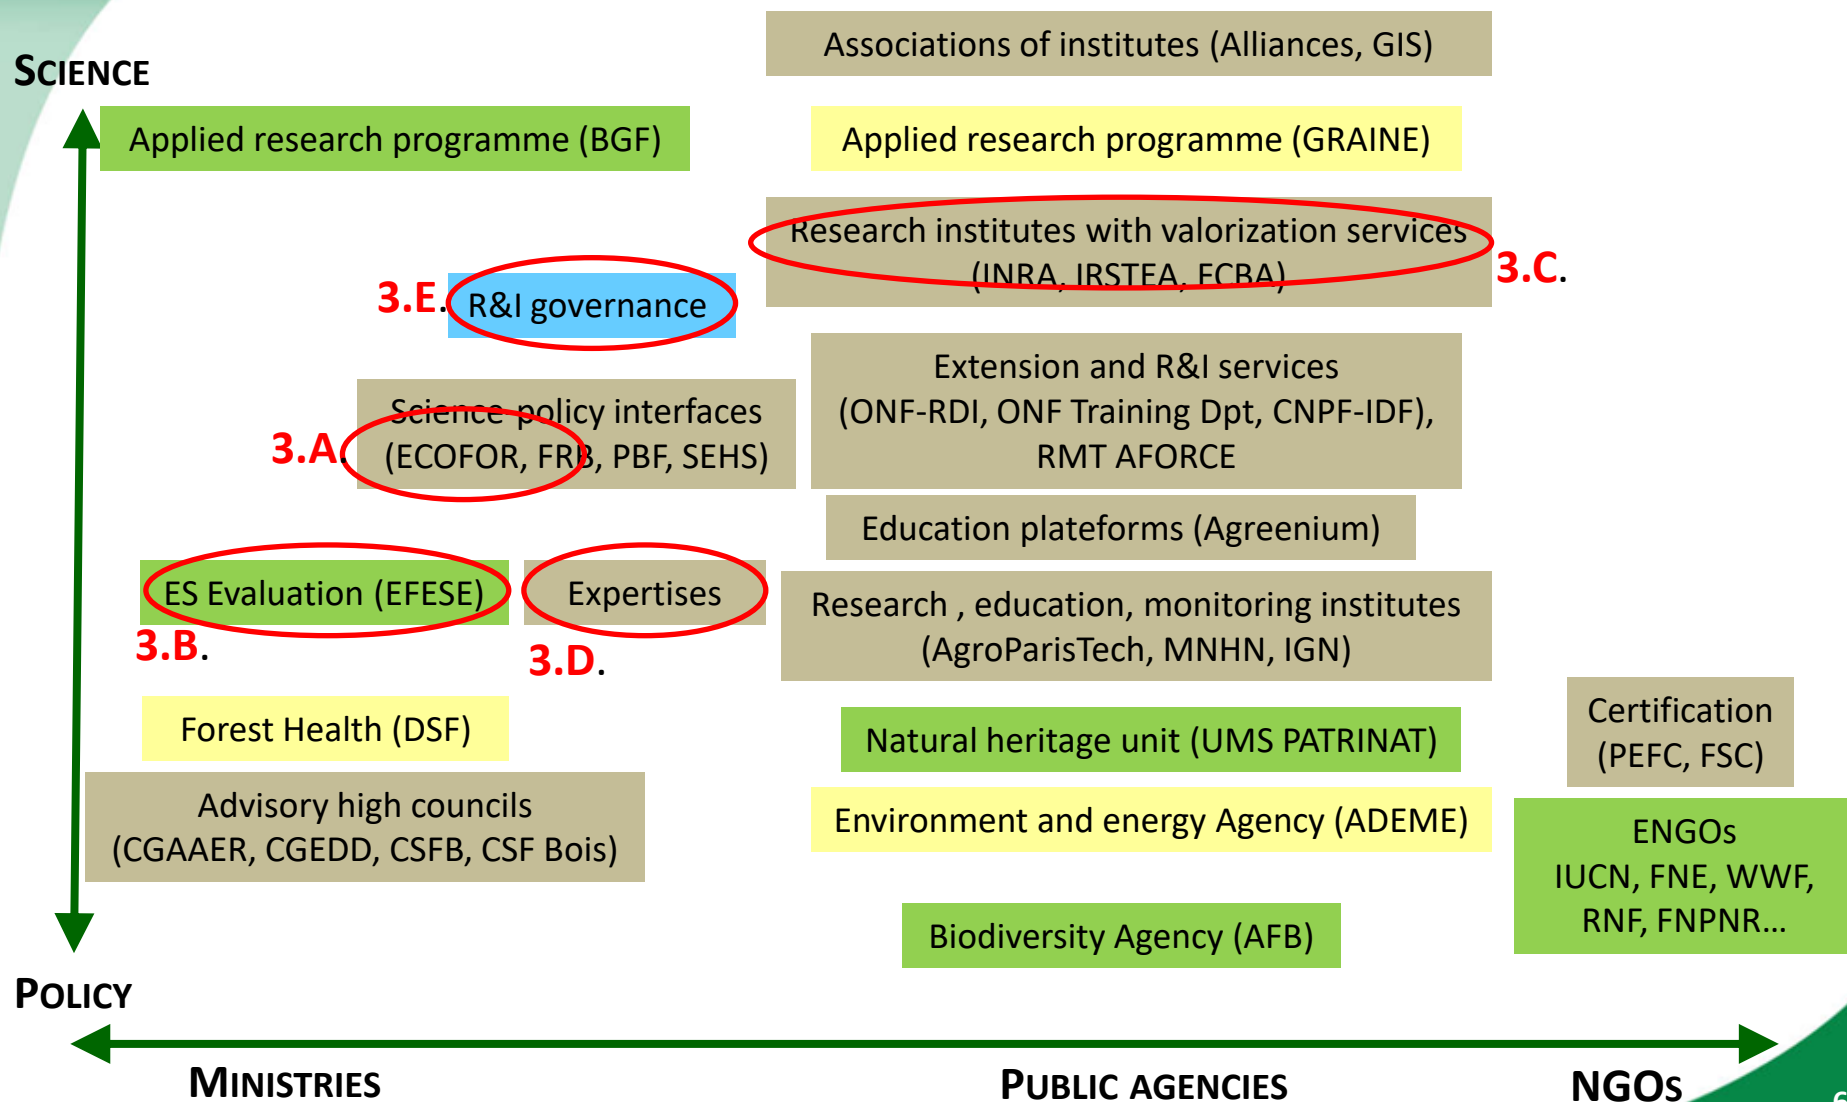 Associations of institutes (Alliances, GIS)
SCIENCE
Applied research programme (BGF)
Applied research programme (GRAINE)
Research institutes with valorization services
(INRA, IRSTEA, FCBA)
3.C.
3.E.
R&I governance
Extension and R&I services
(ONF-RDI, ONF Training Dpt, CNPF-IDF),
RMT AFORCE
Science-policy interfaces
(ECOFOR, FRB, PBF, SEHS)
3.A.
Education plateforms (Agreenium)
ES Evaluation (EFESE)
Expertises
Research , education, monitoring institutes
(AgroParisTech, MNHN, IGN)
3.B.
3.D.
Forest Health (DSF)
Natural heritage unit (UMS PATRINAT)
Certification
(PEFC, FSC)
Advisory high councils
(CGAAER, CGEDD, CSFB, CSF Bois)
Environment and energy Agency (ADEME)
ENGOs
IUCN, FNE, WWF,
RNF, FNPNR...
Biodiversity Agency (AFB)
POLICY
MINISTRIES
PUBLIC AGENCIES
NGOS